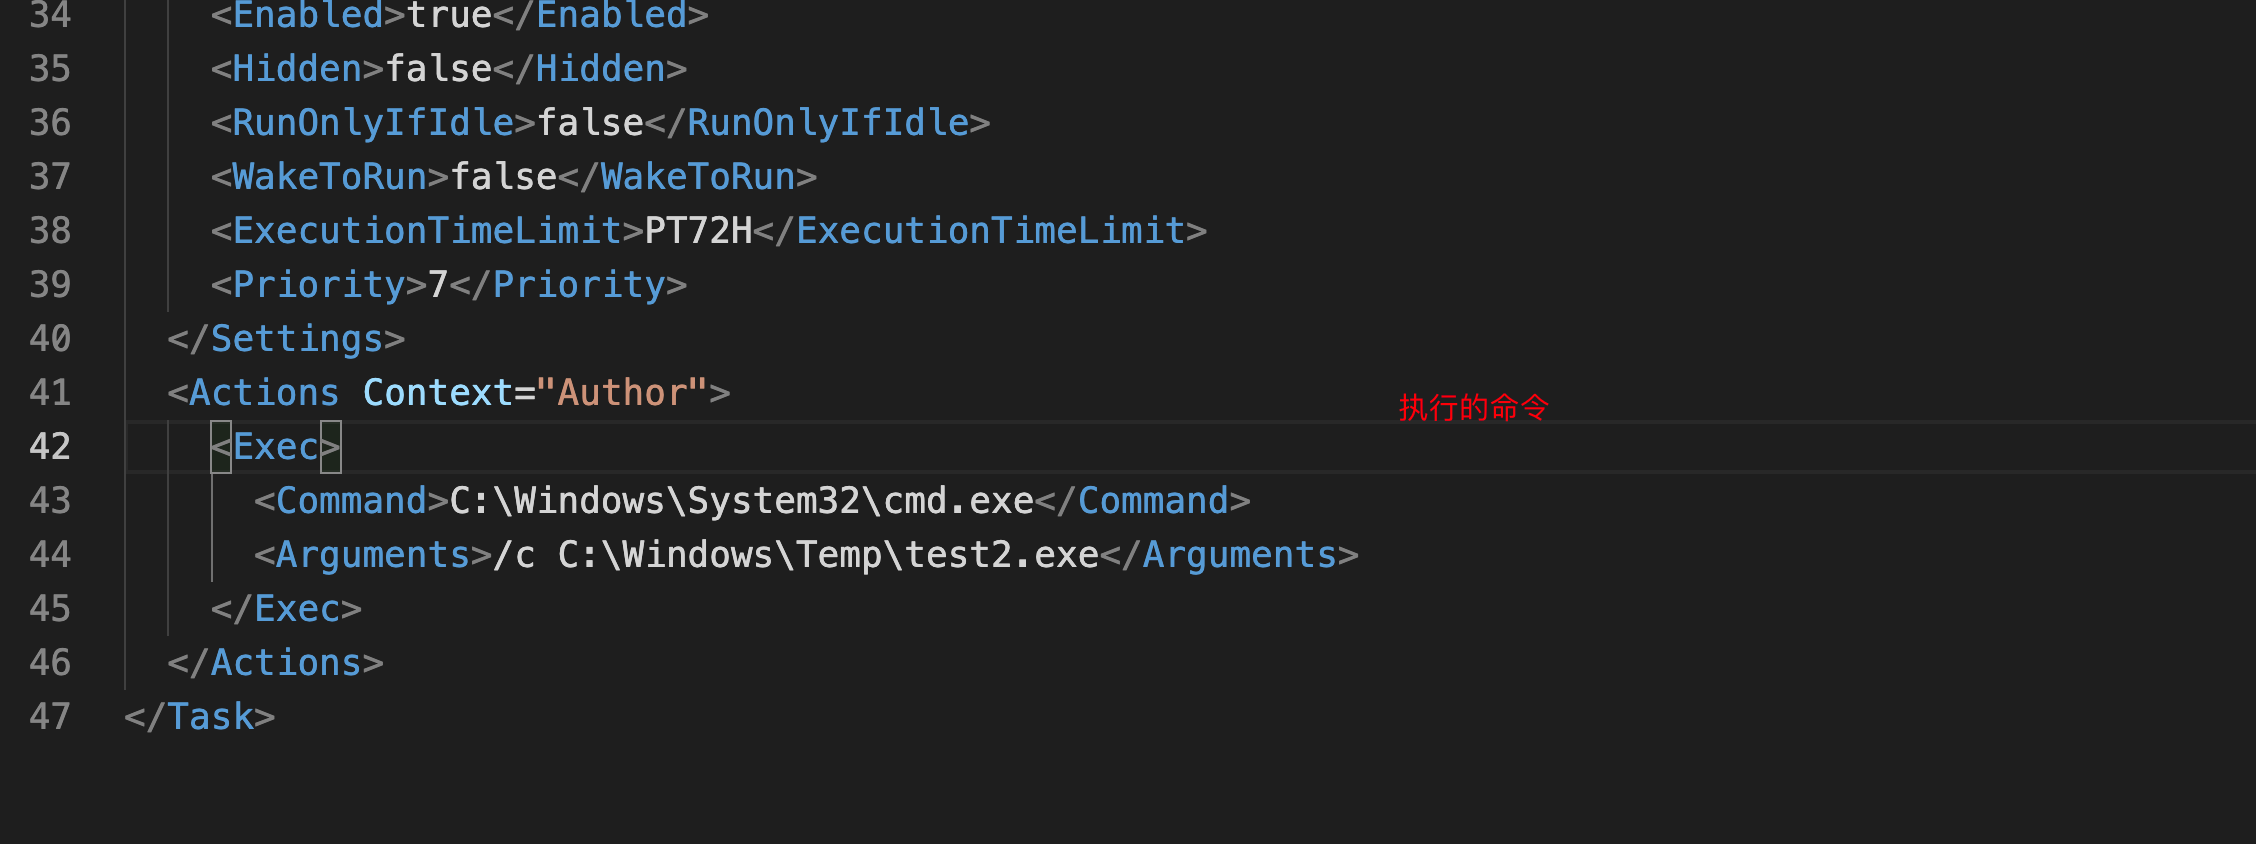 34 <Enabled>true</Enabled>
35 <Hidden>false</Hidden>
36 <RunOnlyIfIdle>false</RunOnlyIfIdle>
37 <WakeToRun>false</WakeToRun>
38 <ExecutionTimeLimit>PT72H</ExecutionTimeLimit>
39 <Priority>7</Priority>
40 </Settings>
41 <Actions Context="Author">
执行的命令
42 <Exec>
43 <Command>C:\Windows\System32\cmd.exe</Command>
44 <Arguments>/c C:\Windows\Temp\test2.exe</Arguments>
45 </Exec>
46 </Actions>
47 </Task>